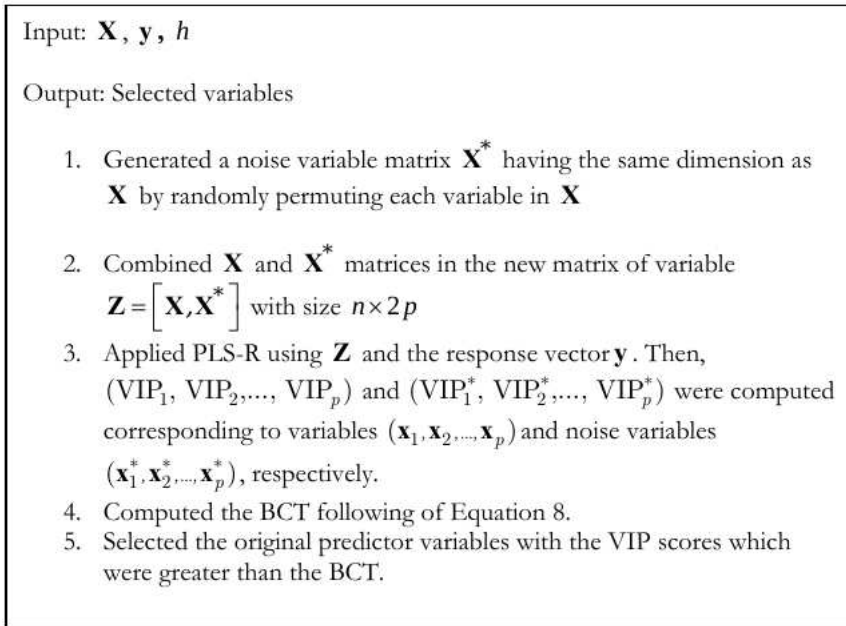 Input: X, y, h
Output: Selected variables
1. Generated a noise variable matrix X* having the same dimension as
X by randomly permuting each variable in X
2. Combined X and X* matrices in the new matrix of variable
Z = [X,X*] with size n×2p
3. Applied PLS-R using Z and the response vector y. Then,
(VIP₁, VIP₂,..., VIPₚ) and (VIP₁*, VIP₂*,..., VIPₚ*) were computed
corresponding to variables (x₁,x₂,...,xₚ) and noise variables
(x₁*,x₂*,...,xₚ*), respectively.
4. Computed the BCT following of Equation 8.
5. Selected the original predictor variables with the VIP scores which
were greater than the BCT.